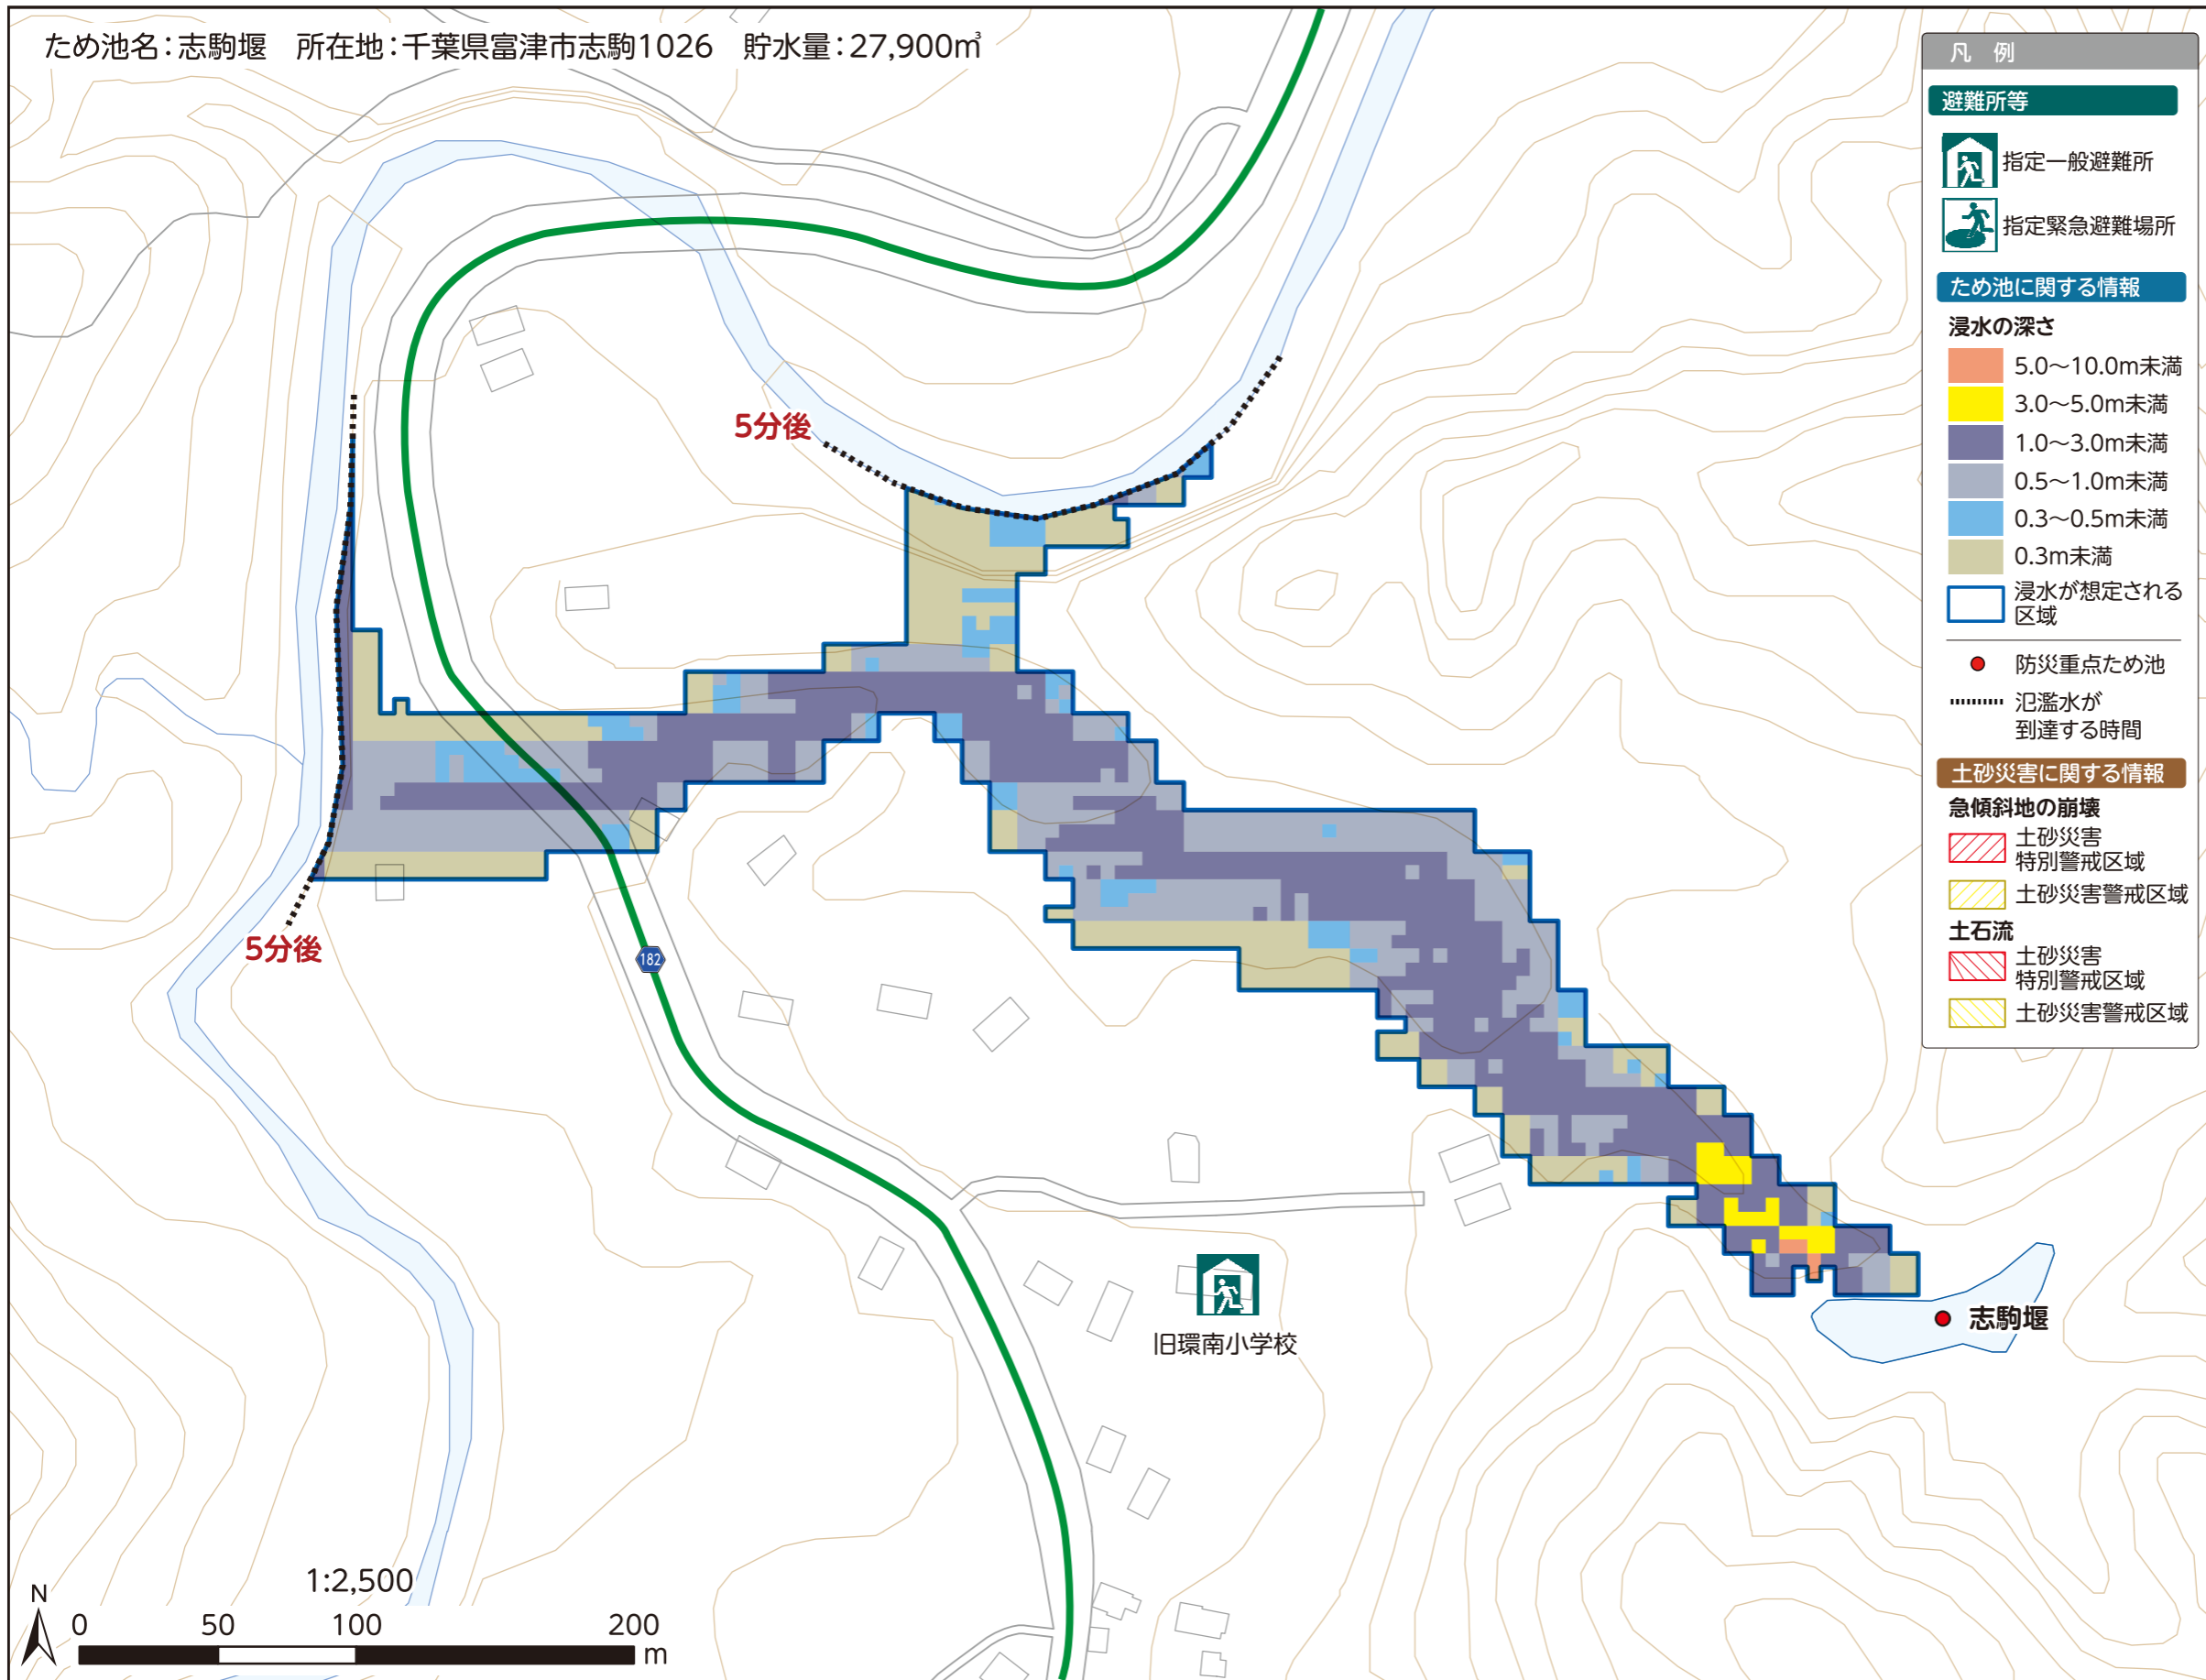 ため池名：志駒堰　所在地：千葉県富津市志駒1026　貯水量：27,900㎥
凡　例
避難所等
指定一般避難所
指定緊急避難場所
ため池に関する情報
浸水の深さ
5.0〜10.0m未満
3.0〜5.0m未満
1.0〜3.0m未満
0.5〜1.0m未満
0.3〜0.5m未満
0.3m未満
浸水が想定される
区域
防災重点ため池
氾濫水が
到達する時間
土砂災害に関する情報
急傾斜地の崩壊
土砂災害
特別警戒区域
土砂災害警戒区域
土石流
土砂災害
特別警戒区域
土砂災害警戒区域
5分後
5分後
182
旧環南小学校
志駒堰
1:2,500
N
0 50 100 200
m